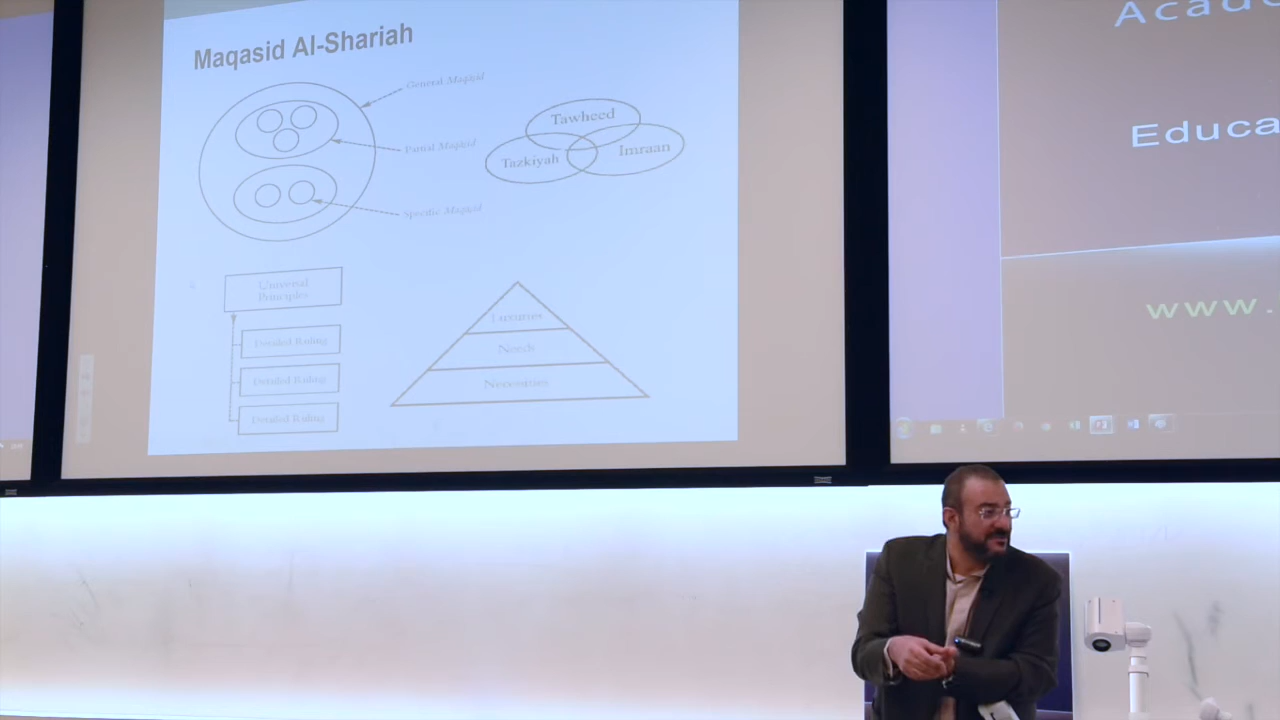 Maqasid Al-Shariah
General Maqasid
Partial Maqasid
Specific Maqasid
Tawheed
Tazkiyah
Imraan
Universal
Principles
Detailed Ruling
Detailed Ruling
Detailed Ruling
Luxuries
Needs
Necessities
Acad
Educa
www.